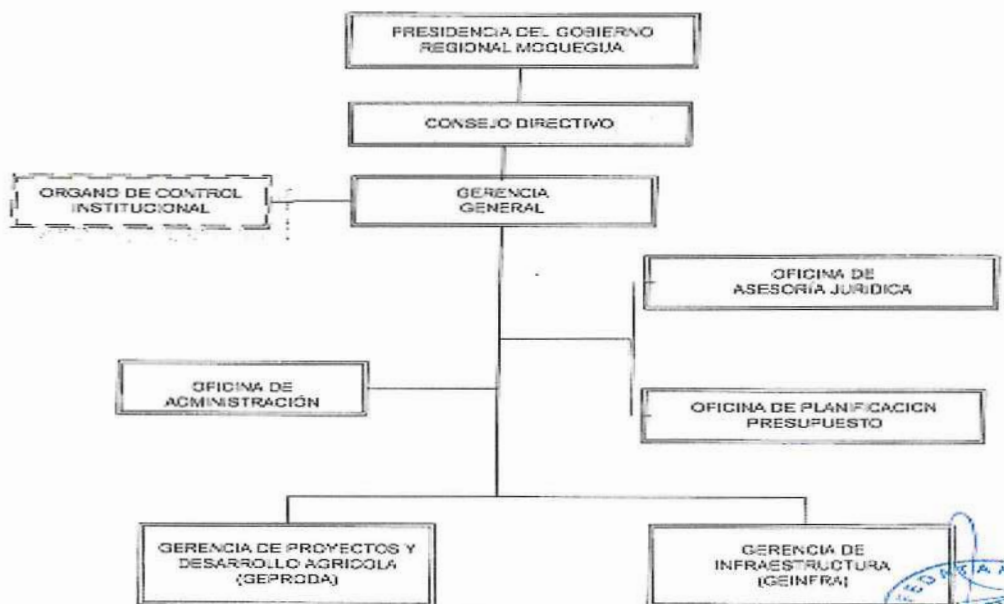 PRESIDENCIA DEL GOBIERNO
REGIONAL MOQUEGUA
CONSEJO DIRECTIVO
ORGANO DE CONTROL
INSTITUCIONAL
GERENCIA
GENERAL
OFICINA DE
ASESORÍA JURIDICA
OFICINA DE
ADMINISTRACIÓN
OFICINA DE PLANIFICACION
PRESUPUESTO
GERENCIA DE PROYECTOS Y
DESARROLLO AGRICOLA
(GEPRODA)
GERENCIA DE
INFRAESTRUCTURA
(GEINFRA)